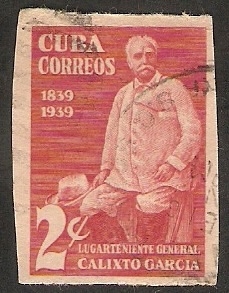 CUBA
CORREOS
1839
1939
2¢
LUGARTENIENTE GENERAL
CALIXTO GARCIA